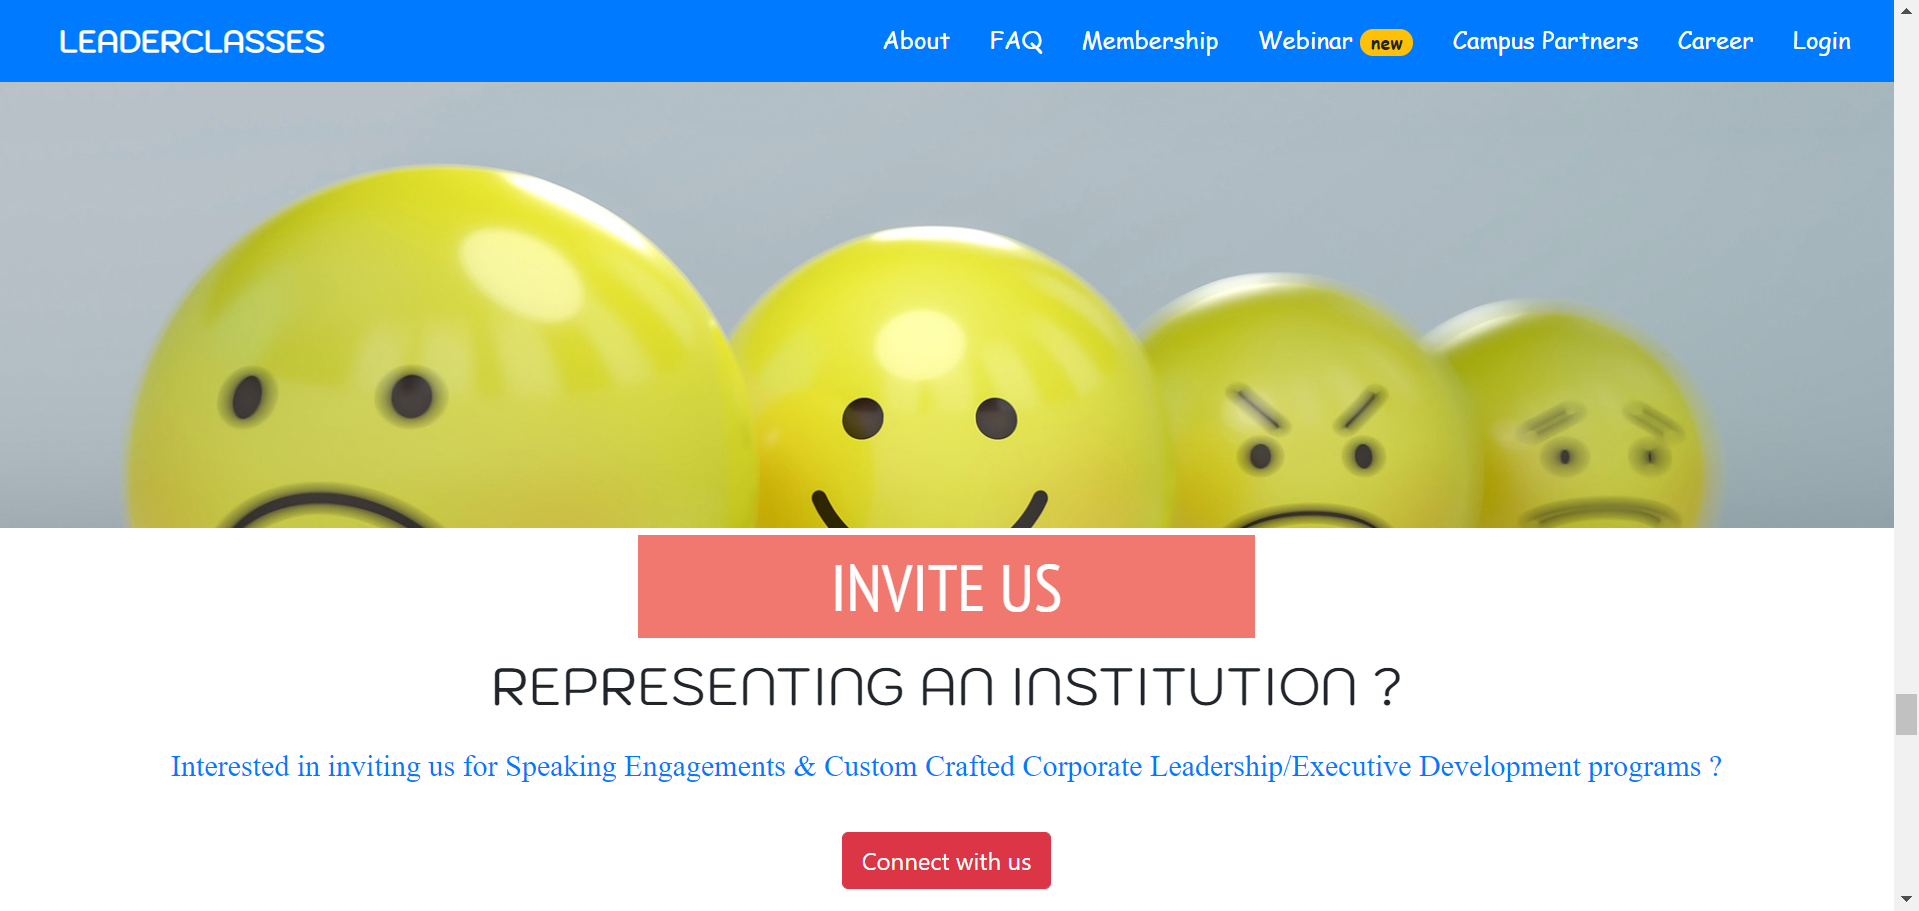 LEADERCLASSES
About FAQ Membership Webinar new Campus Partners Career Login
INVITE US
REPRESENTING AN INSTITUTION ?
Interested in inviting us for Speaking Engagements & Custom Crafted Corporate Leadership/Executive Development programs ?
Connect with us